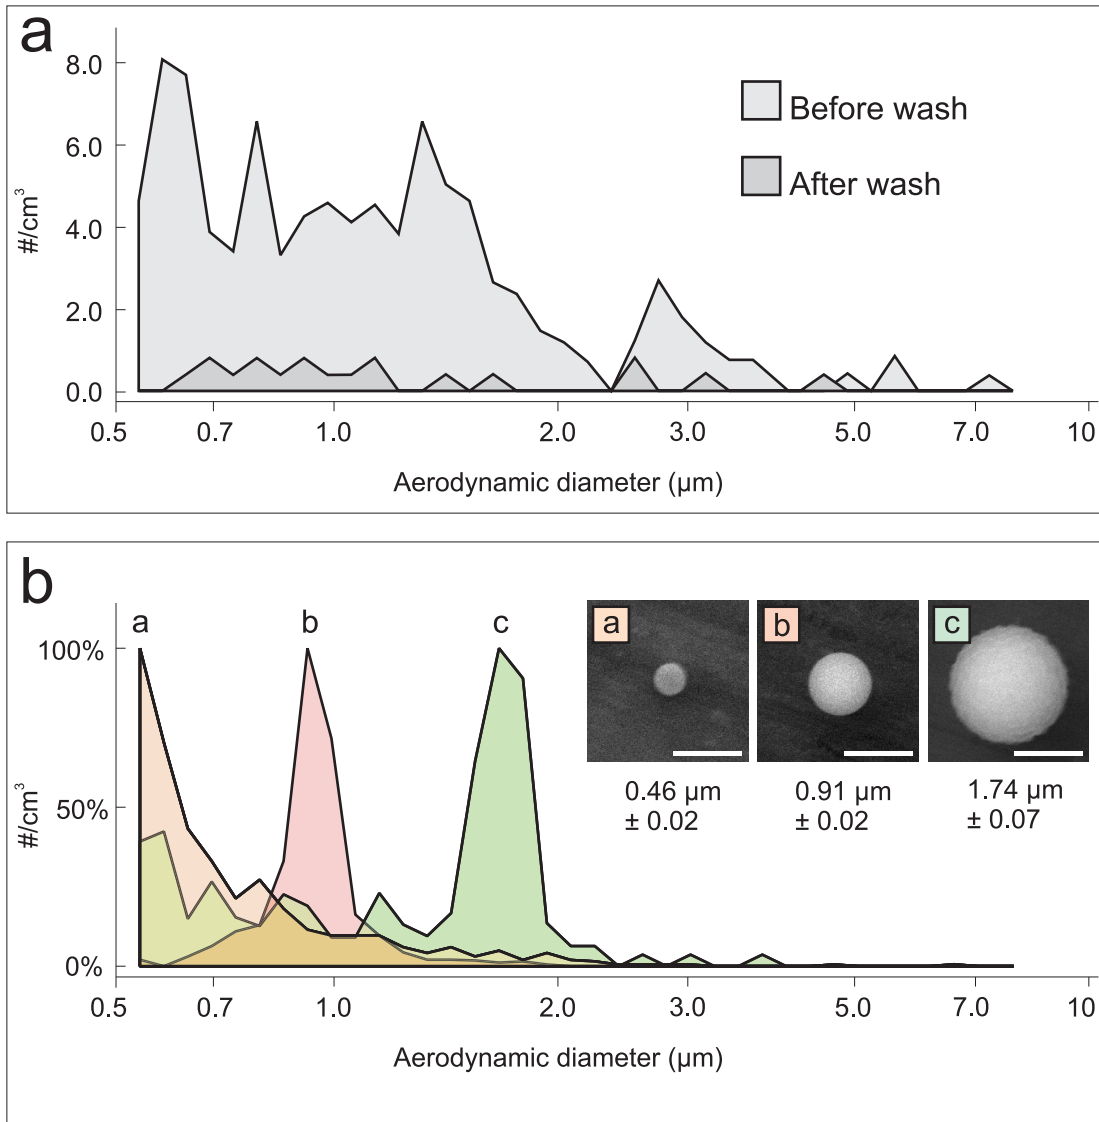 a
8.0
6.0
4.0
2.0
0.0
#/cm³
Before wash
After wash
0.5 0.7 1.0 2.0 3.0 5.0 7.0 10
Aerodynamic diameter (µm)
b
a b c
100%
50%
0%
#/cm³
a b c
0.46 µm 0.91 µm 1.74 µm
± 0.02 ± 0.02 ± 0.07
0.5 0.7 1.0 2.0 3.0 5.0 7.0 10
Aerodynamic diameter (µm)